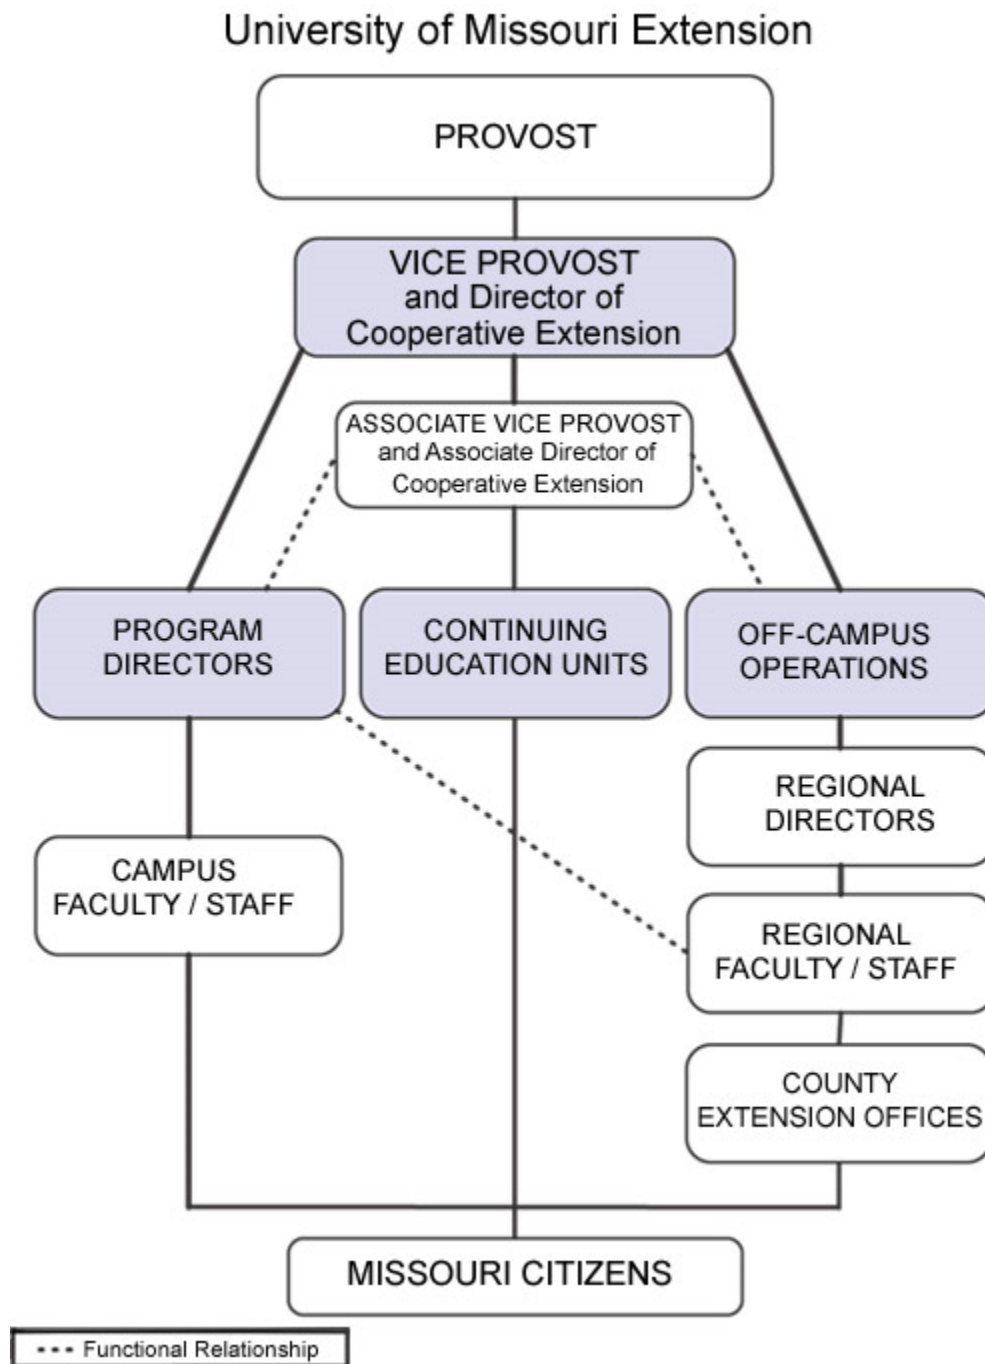 University of Missouri Extension
PROVOST
VICE PROVOST
and Director of
Cooperative Extension
ASSOCIATE VICE PROVOST
and Associate Director of
Cooperative Extension
PROGRAM
DIRECTORS
CONTINUING
EDUCATION UNITS
OFF-CAMPUS
OPERATIONS
REGIONAL
DIRECTORS
CAMPUS
FACULTY / STAFF
REGIONAL
FACULTY / STAFF
COUNTY
EXTENSION OFFICES
MISSOURI CITIZENS
Functional Relationship